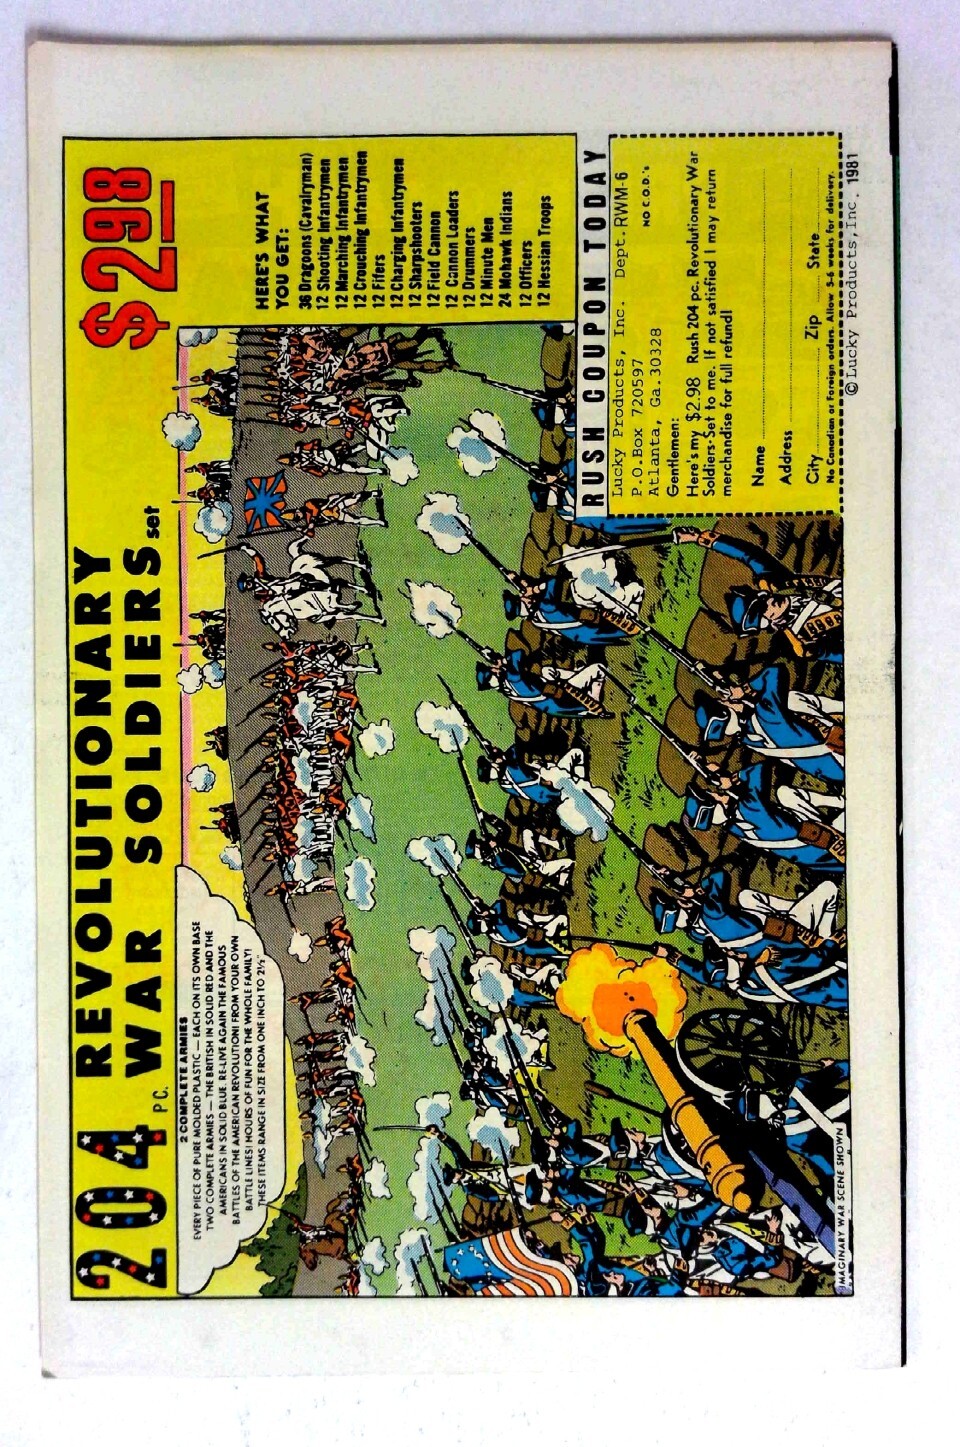 204 PC. REVOLUTIONARY
WAR SOLDIERS set
$2.98
2 COMPLETE ARMIES
EVERY PIECE OF PURE MOLDED PLASTIC — EACH ON ITS OWN BASE
TWO COMPLETE ARMIES — THE BRITISH IN SOLID RED AND THE
AMERICANS IN SOLID BLUE. RE-LIVE AGAIN THE FAMOUS
BATTLES OF THE AMERICAN REVOLUTION! FROM YOUR OWN
BATTLE LINES! HOURS OF FUN FOR THE WHOLE FAMILY!
THESE ITEMS RANGE IN SIZE FROM ONE INCH TO 2½"
HERE'S WHAT
YOU GET:
36 Dragoons (Cavalryman)
12 Shooting Infantrymen
12 Marching Infantrymen
12 Crouching Infantrymen
12 Fifers
12 Charging Infantrymen
12 Sharpshooters
12 Field Cannon
12 Cannon Loaders
12 Drummers
12 Minute Men
24 Mohawk Indians
12 Officers
12 Hessian Troops
RUSH COUPON TODAY
Lucky Products, Inc. Dept. RWM-6
P.O.Box 720597 NO C.O.D.'s
Atlanta, Ga.30328
Gentlemen:
Here's my $2.98 Rush 204 pc. Revolutionary War
Soldiers-Set to me. If not satisfied I may return
merchandise for full refund!
Name
Address
City Zip State
No Canadian or Foreign orders. Allow 5-6 weeks for delivery.
© Lucky Products, Inc. 1981
IMAGINARY WAR SCENE SHOWN